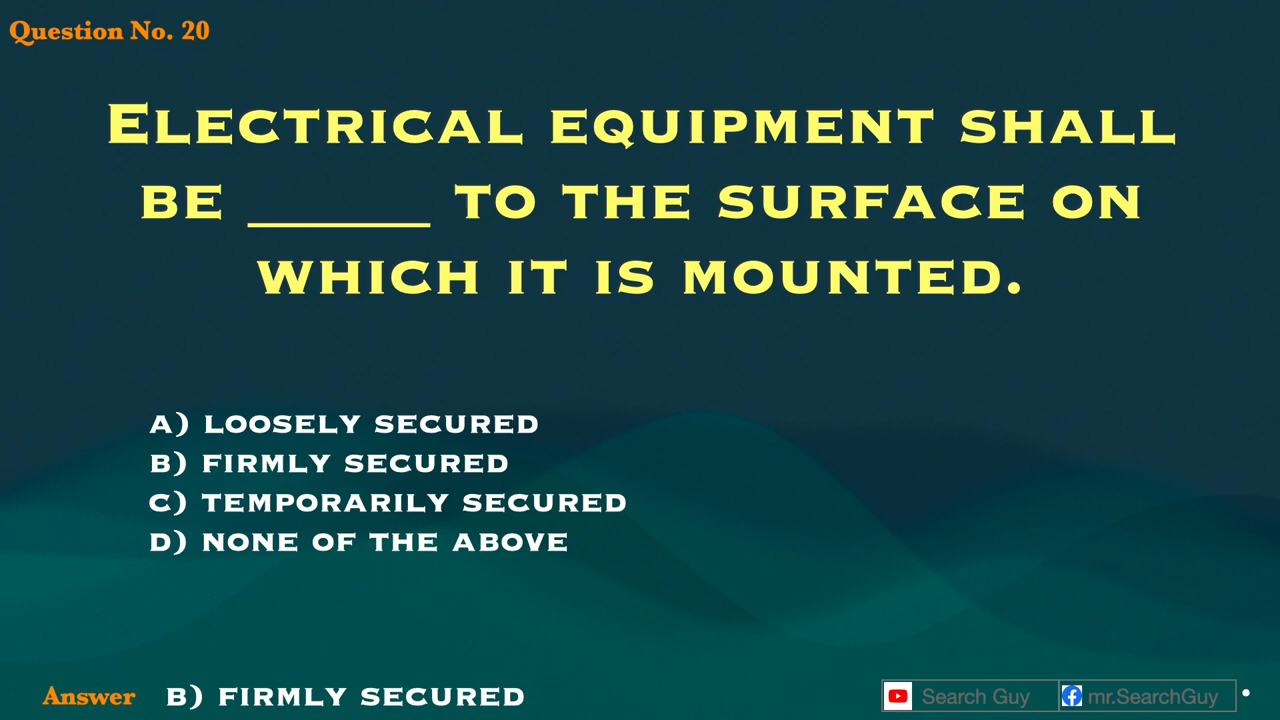 Question No. 20
ELECTRICAL EQUIPMENT SHALL
BE ______ TO THE SURFACE ON
WHICH IT IS MOUNTED.
A) LOOSELY SECURED
B) FIRMLY SECURED
C) TEMPORARILY SECURED
D) NONE OF THE ABOVE
Answer B) FIRMLY SECURED
Search Guy mr.SearchGuy